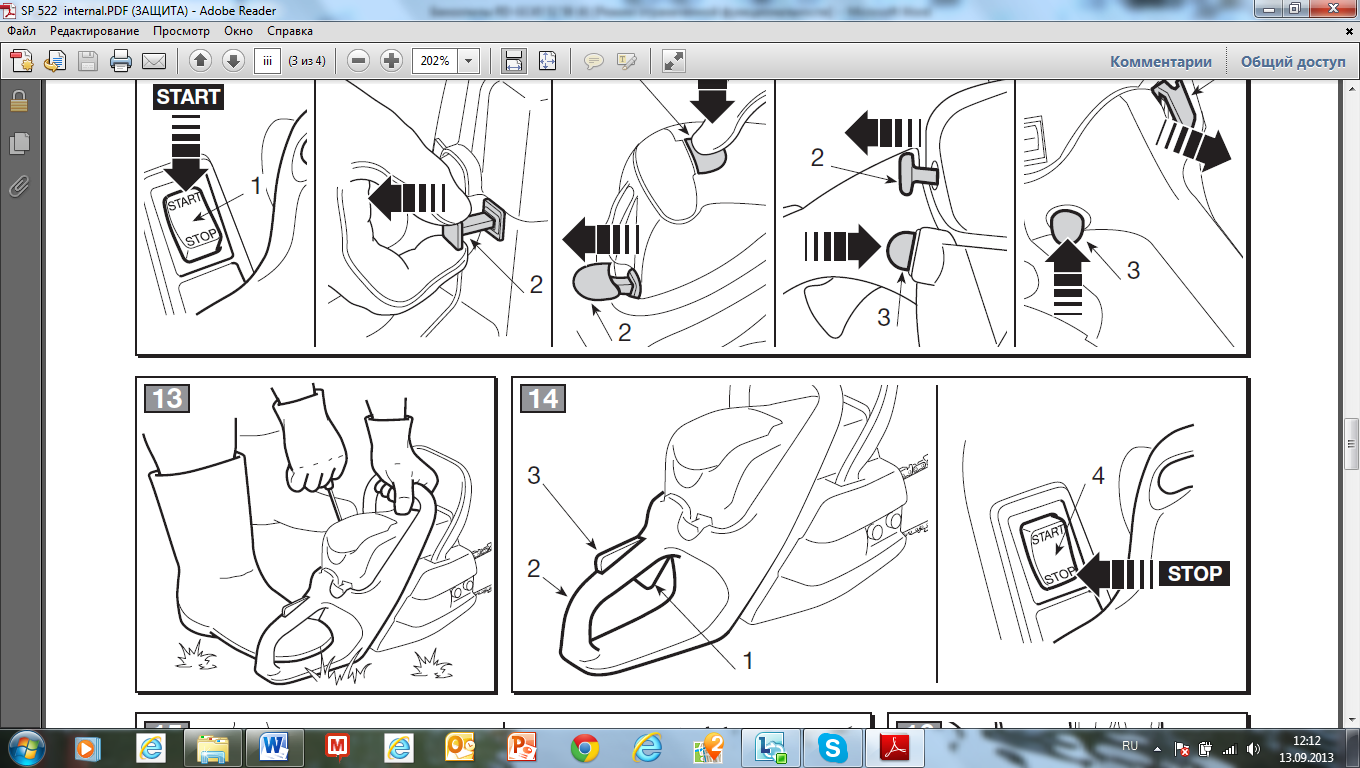 SP 522 internal.PDF (ЗАЩИТА) - Adobe Reader
Файл Редактирование Просмотр Окно Справка
iii (3 из 4) 202% Комментарии Общий доступ
START
1
START
STOP
2
2
2
3
3
13
14
3
2
1
4
START
STOP
STOP
RU
12:12
13.09.2013